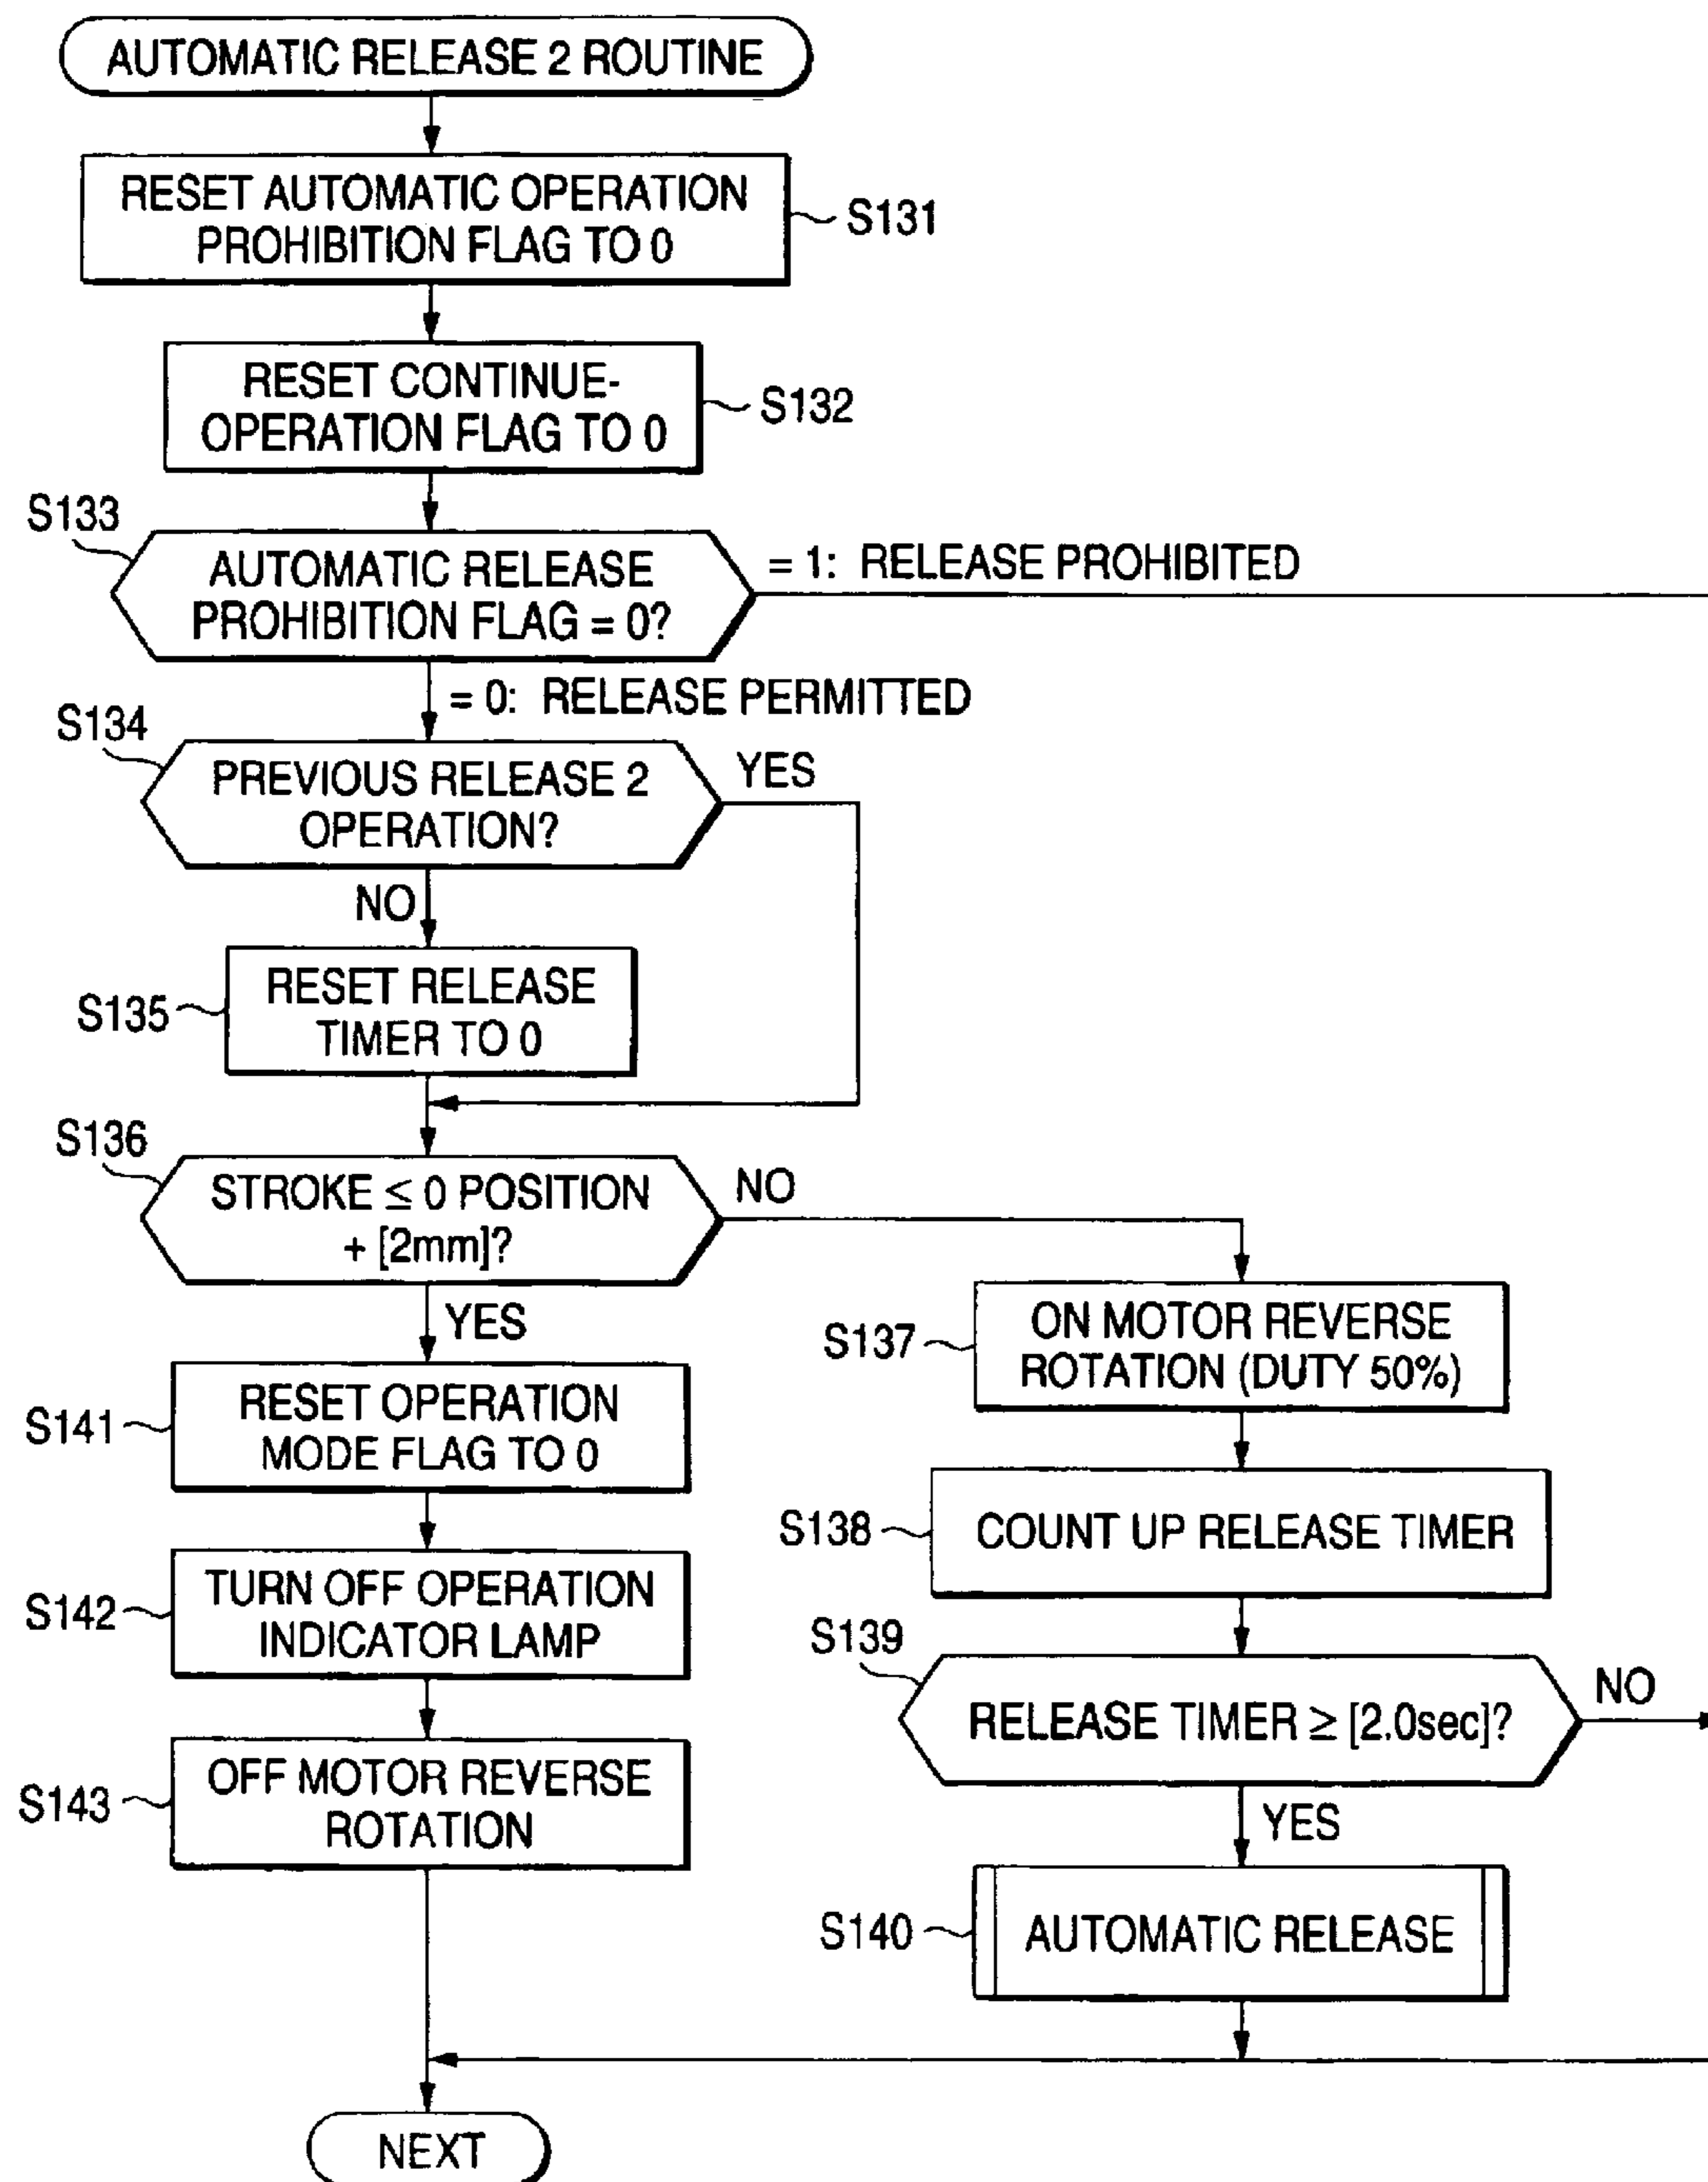 AUTOMATIC RELEASE 2 ROUTINE
RESET AUTOMATIC OPERATION
PROHIBITION FLAG TO 0
S131
RESET CONTINUE-
OPERATION FLAG TO 0
S132
S133
AUTOMATIC RELEASE
PROHIBITION FLAG = 0?
= 1: RELEASE PROHIBITED
= 0: RELEASE PERMITTED
S134
PREVIOUS RELEASE 2
OPERATION?
YES
NO
S135
RESET RELEASE
TIMER TO 0
S136
STROKE ≤ 0 POSITION
+ [2mm]?
NO
YES
S137
ON MOTOR REVERSE
ROTATION (DUTY 50%)
S141
RESET OPERATION
MODE FLAG TO 0
S138
COUNT UP RELEASE TIMER
S142
TURN OFF OPERATION
INDICATOR LAMP
S139
RELEASE TIMER ≥ [2.0sec]?
NO
YES
S143
OFF MOTOR REVERSE
ROTATION
S140
AUTOMATIC RELEASE
NEXT